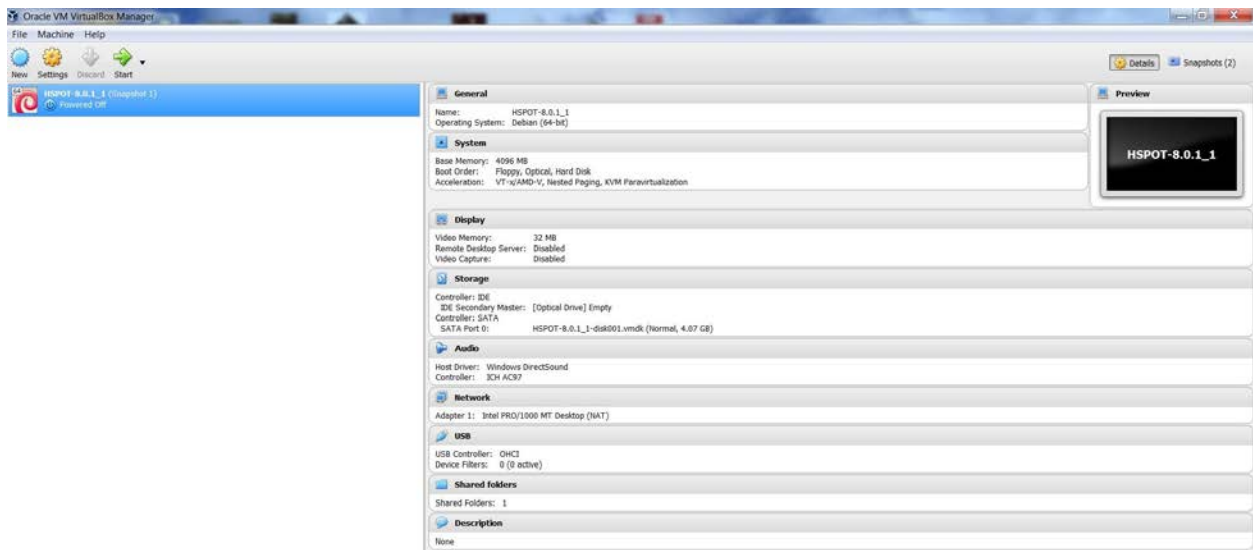 Oracle VM VirtualBox Manager
File Machine Help
New Settings Discard Start
Details Snapshots (2)
HSPOT-8.0.1_1 (Snapshot 1)
Powered Off
General
Name: HSPOT-8.0.1_1
Operating System: Debian (64-bit)
Preview
HSPOT-8.0.1_1
System
Base Memory: 4096 MB
Boot Order: Floppy, Optical, Hard Disk
Acceleration: VT-x/AMD-V, Nested Paging, KVM Paravirtualization
Display
Video Memory: 32 MB
Remote Desktop Server: Disabled
Video Capture: Disabled
Storage
Controller: IDE
IDE Secondary Master: [Optical Drive] Empty
Controller: SATA
SATA Port 0: HSPOT-8.0.1_1-disk001.vmdk (Normal, 4.07 GB)
Audio
Host Driver: Windows DirectSound
Controller: ICH AC97
Network
Adapter 1: Intel PRO/1000 MT Desktop (NAT)
USB
USB Controller: OHCI
Device Filters: 0 (0 active)
Shared folders
Shared Folders: 1
Description
None